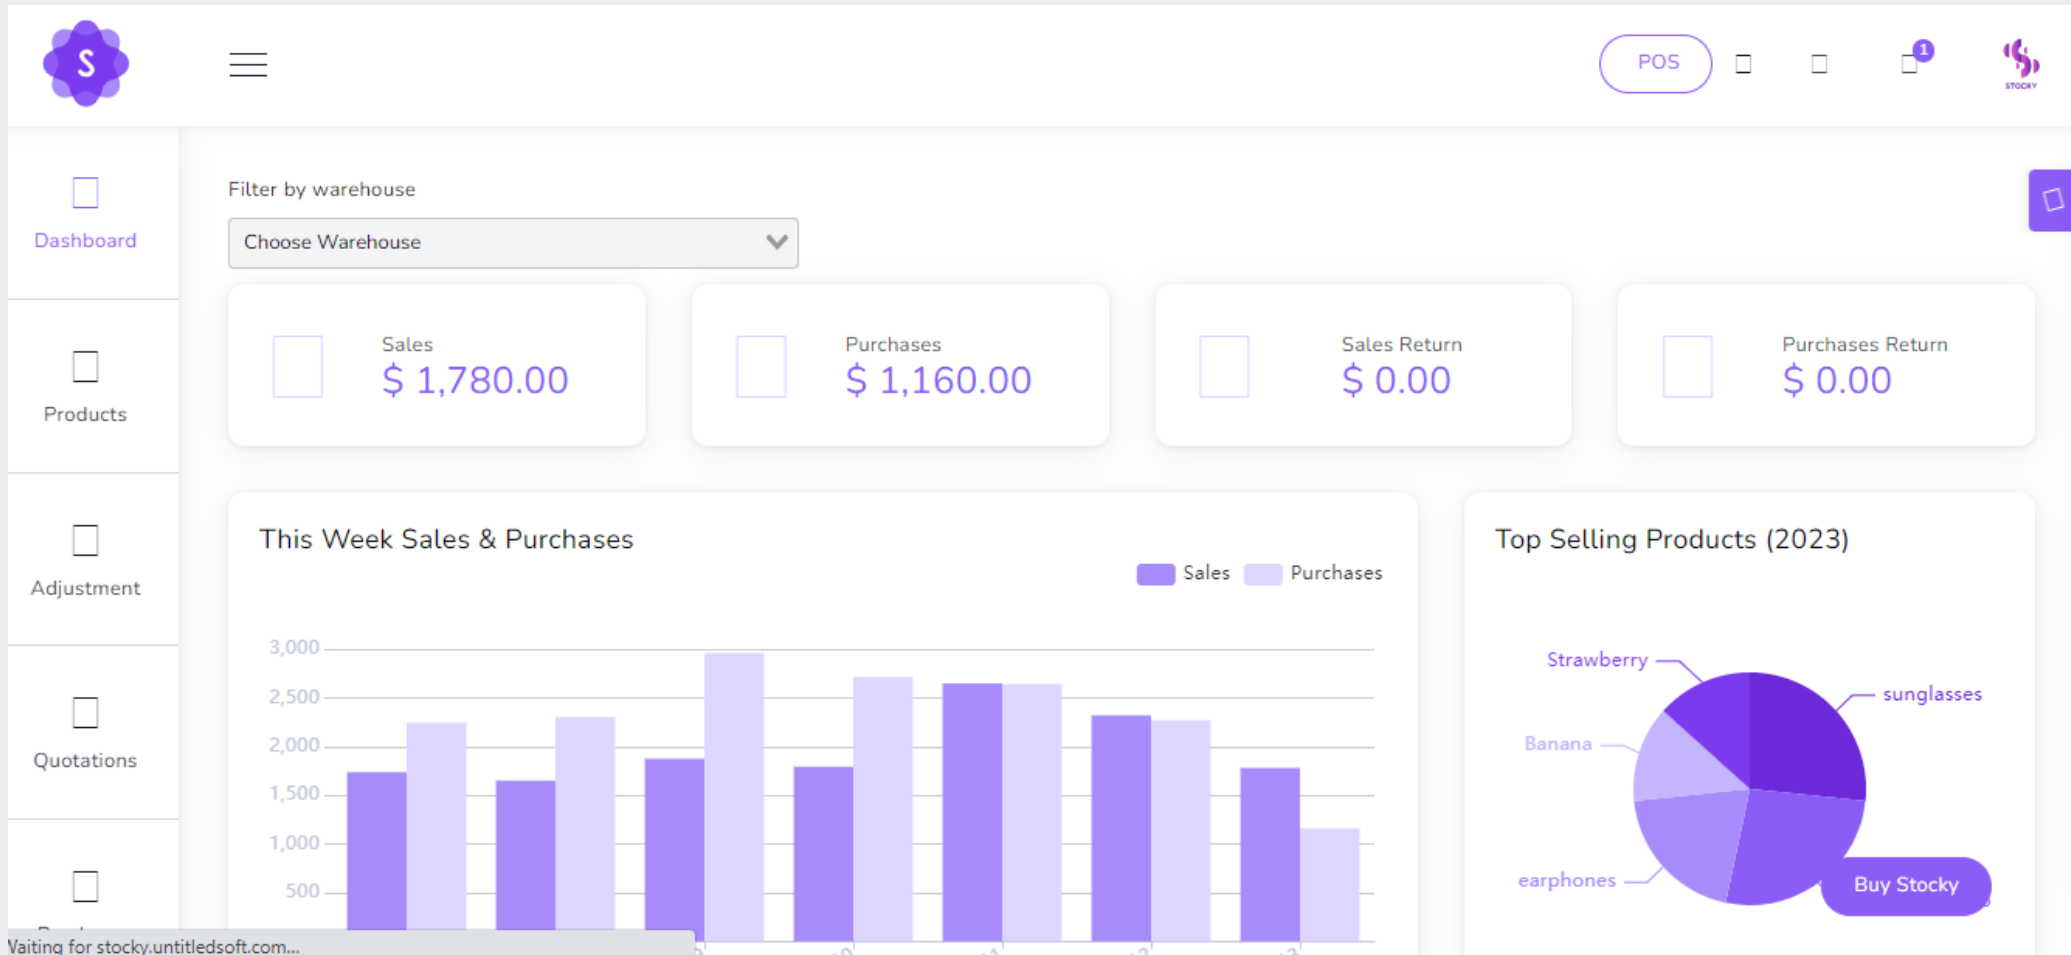 S
POS
1
STOCKY
Dashboard
Products
Adjustment
Quotations
Filter by warehouse
Choose Warehouse
Sales
$ 1,780.00
Purchases
$ 1,160.00
Sales Return
$ 0.00
Purchases Return
$ 0.00
This Week Sales & Purchases
Sales Purchases
3,000
2,500
2,000
1,500
1,000
500
Top Selling Products (2023)
Strawberry
sunglasses
Banana
earphones
Buy Stocky
Waiting for stocky.untitledsoft.com...